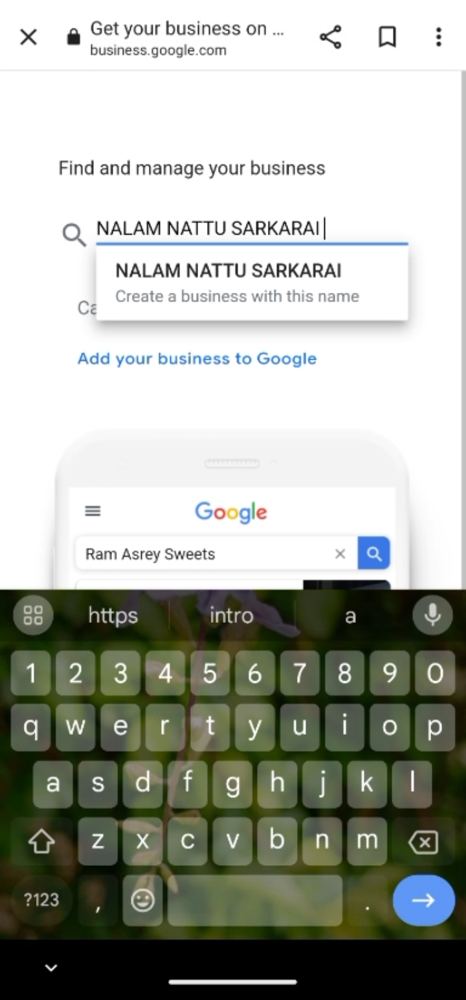 Get your business on ...
business.google.com
Find and manage your business
NALAM NATTU SARKARAI
NALAM NATTU SARKARAI
Create a business with this name
Ca
Add your business to Google
Google
Ram Asrey Sweets
https intro a
1 2 3 4 5 6 7 8 9 0
q w e r t y u i o p
a s d f g h j k l
z x c v b n m
?123 , .